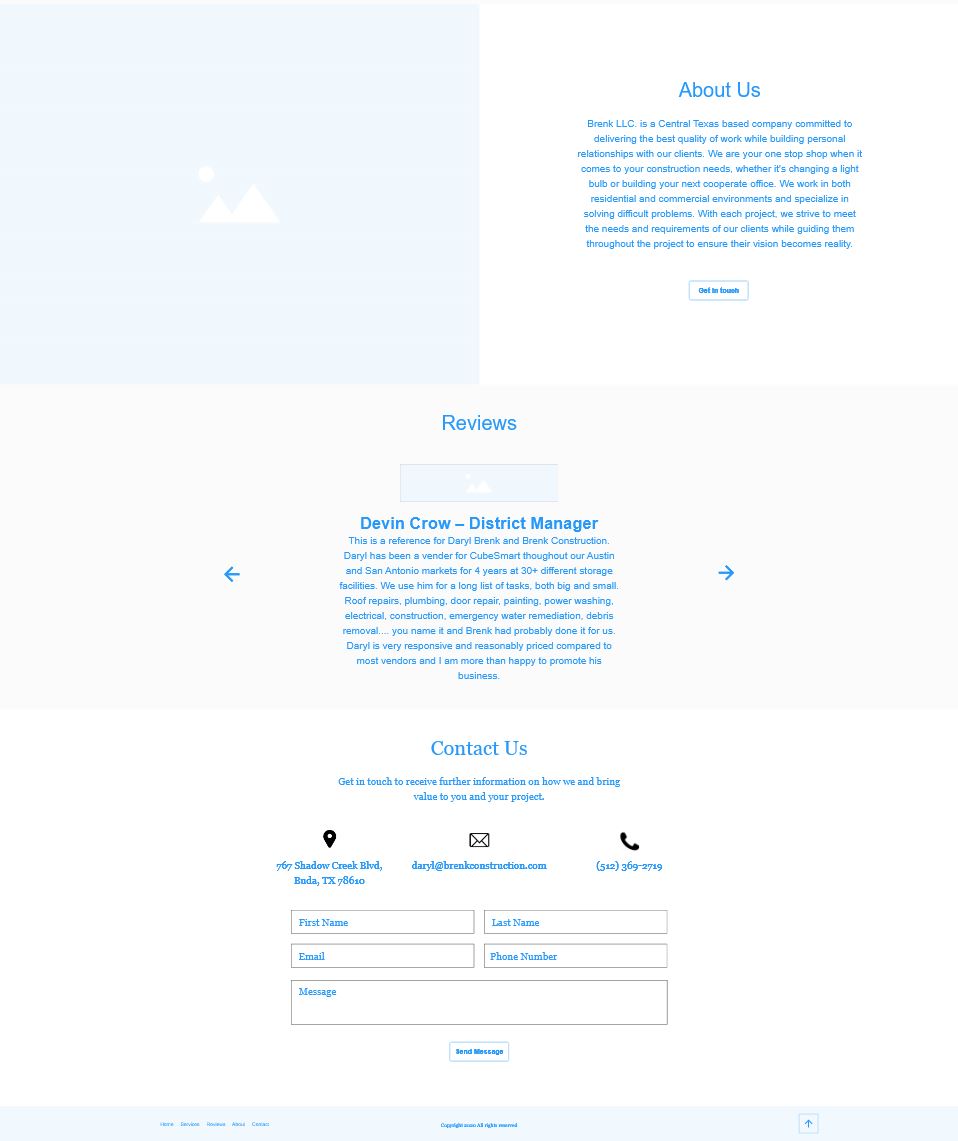 About Us
Brenk LLC. is a Central Texas based company committed to
delivering the best quality of work while building personal
relationships with our clients. We are your one stop shop when it
comes to your construction needs, whether it's changing a light
bulb or building your next cooperate office. We work in both
residential and commercial environments and specialize in
solving difficult problems. With each project, we strive to meet
the needs and requirements of our clients while guiding them
throughout the project to ensure their vision becomes reality.
Get in touch
Reviews
Devin Crow – District Manager
This is a reference for Daryl Brenk and Brenk Construction.
Daryl has been a vender for CubeSmart thoughout our Austin
and San Antonio markets for 4 years at 30+ different storage
facilities. We use him for a long list of tasks, both big and small.
Roof repairs, plumbing, door repair, painting, power washing,
electrical, construction, emergency water remediation, debris
removal.... you name it and Brenk had probably done it for us.
Daryl is very responsive and reasonably priced compared to
most vendors and I am more than happy to promote his
business.
Contact Us
Get in touch to receive further information on how we and bring
value to you and your project.
767 Shadow Creek Blvd,
Buda, TX 78610
daryl@brenkconstruction.com
(512) 369-2719
First Name
Last Name
Email
Phone Number
Message
Send Message
Home Services Reviews About Contact
Copyright 2020 All rights reserved